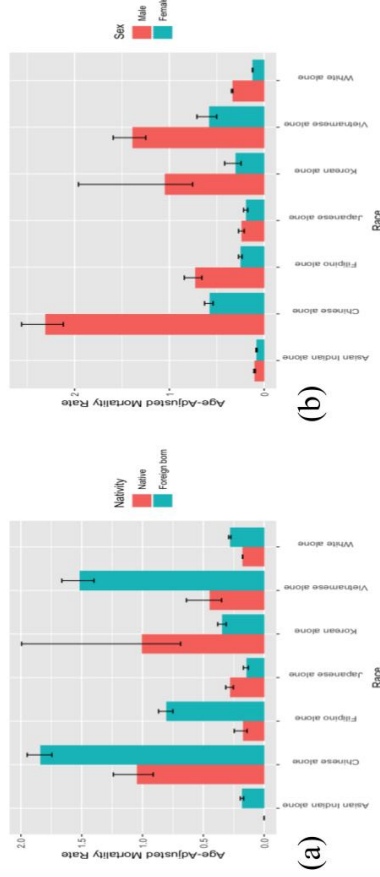 (a)
Age-Adjusted Mortality Rate
2.0
1.5
1.0
0.5
0.0
Asian Indian alone
Chinese alone
Filipino alone
Japanese alone
Korean alone
Vietnamese alone
White alone
Race
Nativity
Native
Foreign born
(b)
Age-Adjusted Mortality Rate
2
1
0
Asian Indian alone
Chinese alone
Filipino alone
Japanese alone
Korean alone
Vietnamese alone
White alone
Race
Sex
Male
Female